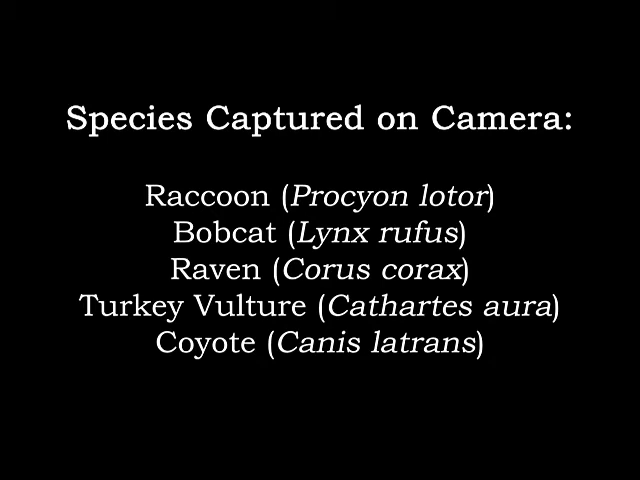 Species Captured on Camera:
Raccoon (Procyon lotor)
Bobcat (Lynx rufus)
Raven (Corus corax)
Turkey Vulture (Cathartes aura)
Coyote (Canis latrans)